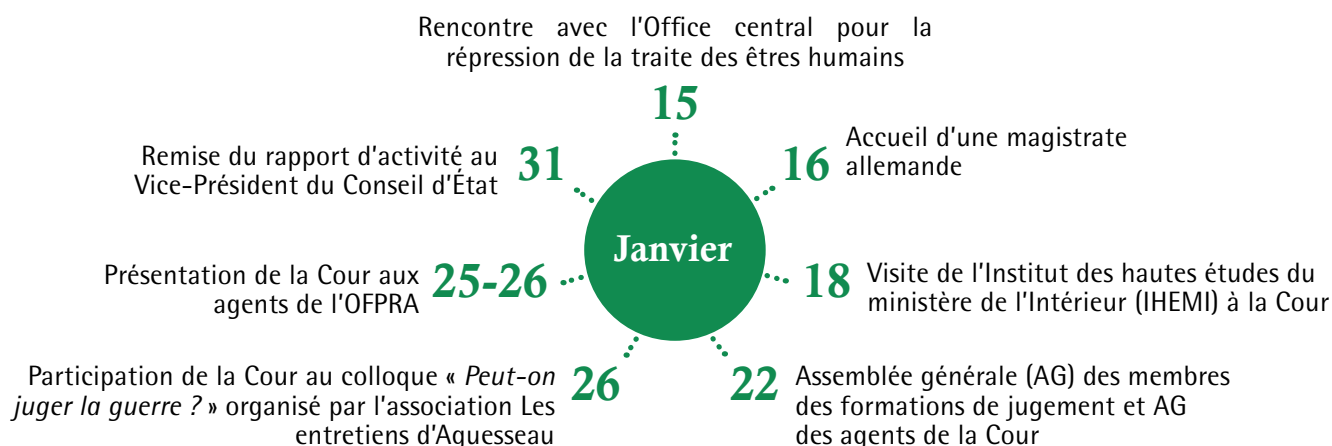 Rencontre avec l’Office central pour la
répression de la traite des êtres humains
15
Accueil d’une magistrate
allemande
16
Janvier
18
Visite de l’Institut des hautes études du
ministère de l’Intérieur (IHEMI) à la Cour
22
Assemblée générale (AG) des membres
des formations de jugement et AG
des agents de la Cour
26
Participation de la Cour au colloque « Peut-on
juger la guerre ? » organisé par l’association Les
entretiens d’Aguesseau
25-26
Présentation de la Cour aux
agents de l’OFPRA
31
Remise du rapport d’activité au
Vice-Président du Conseil d’État